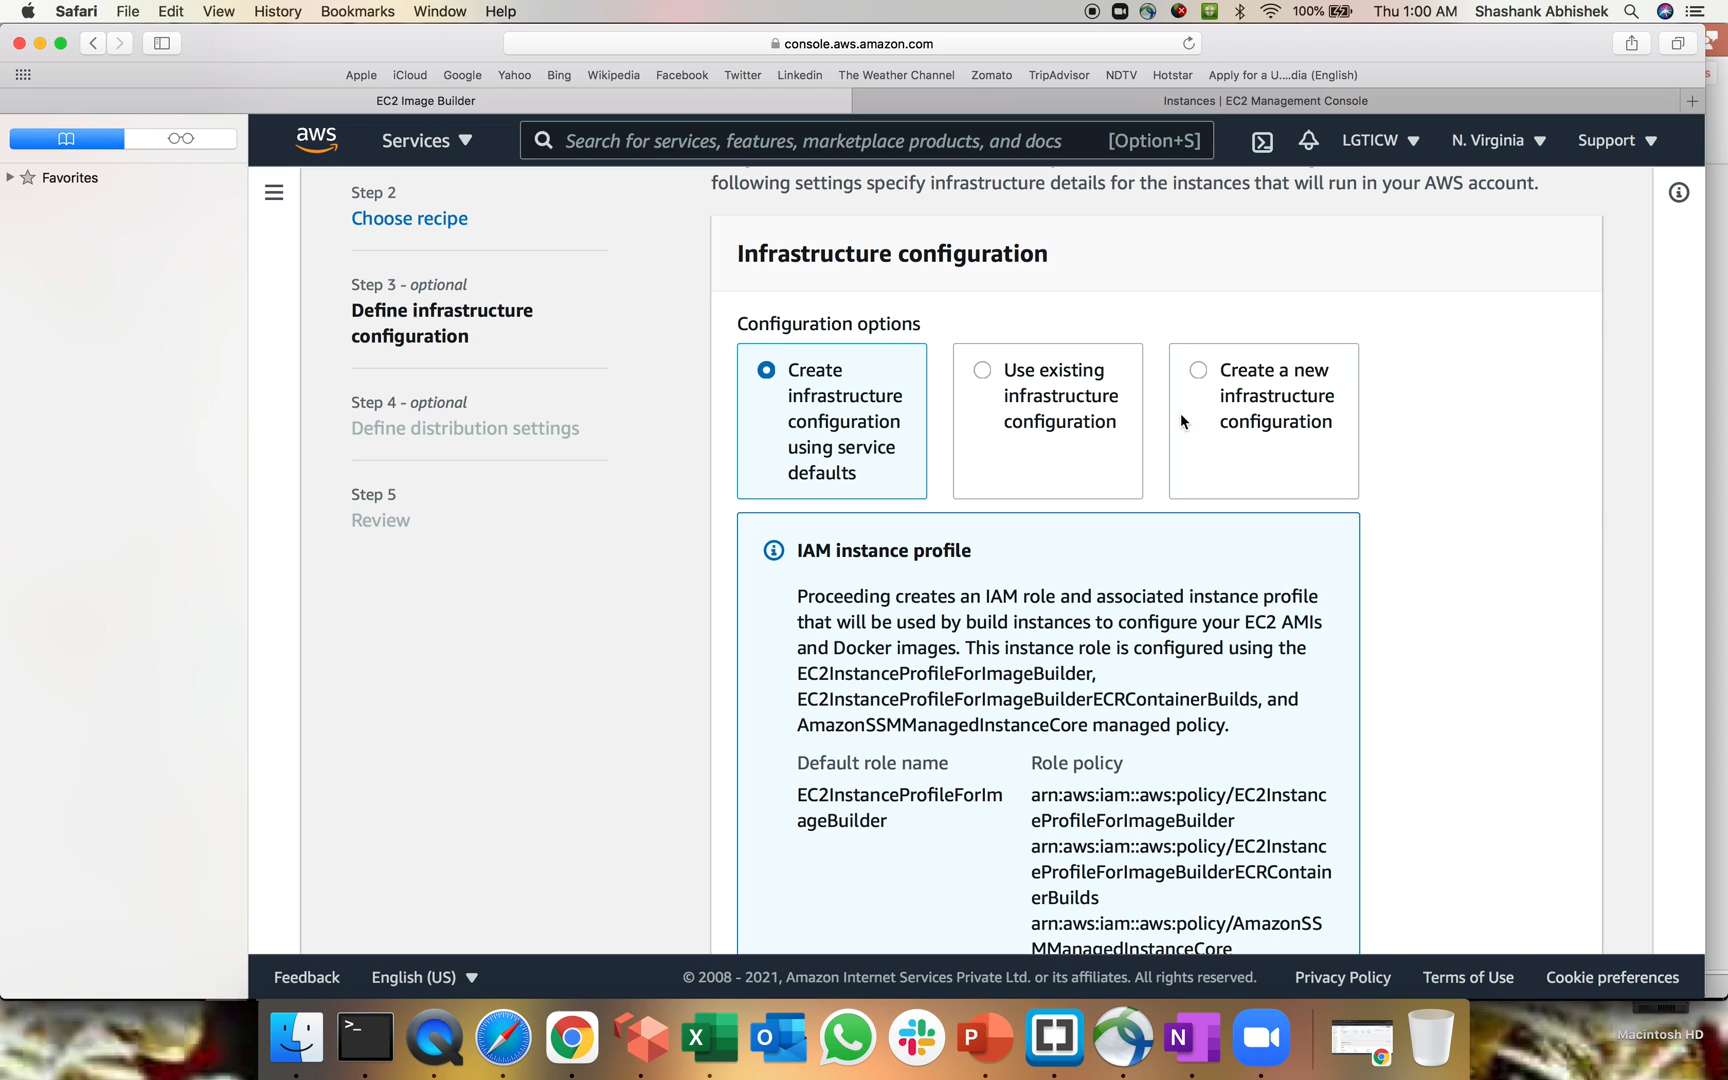 Safari File Edit View History Bookmarks Window Help 100% Thu 1:00 AM Shashank Abhishek
console.aws.amazon.com
Apple iCloud Google Yahoo Bing Wikipedia Facebook Twitter Linkedin The Weather Channel Zomato TripAdvisor NDTV Hotstar Apply for a U....dia (English)
EC2 Image Builder Instances | EC2 Management Console
aws Services Search for services, features, marketplace products, and docs [Option+S] LGTICW N. Virginia Support
Favorites
following settings specify infrastructure details for the instances that will run in your AWS account.
Step 2
Choose recipe
Step 3 - optional
Define infrastructure
configuration
Step 4 - optional
Define distribution settings
Step 5
Review
Infrastructure configuration
Configuration options
Create
infrastructure
configuration
using service
defaults
Use existing
infrastructure
configuration
Create a new
infrastructure
configuration
IAM instance profile
Proceeding creates an IAM role and associated instance profile
that will be used by build instances to configure your EC2 AMIs
and Docker images. This instance role is configured using the
EC2InstanceProfileForImageBuilder,
EC2InstanceProfileForImageBuilderECRContainerBuilds, and
AmazonSSMManagedInstanceCore managed policy.
Default role name
EC2InstanceProfileForIm
ageBuilder
Role policy
arn:aws:iam::aws:policy/EC2Instanc
eProfileForImageBuilder
arn:aws:iam::aws:policy/EC2Instanc
eProfileForImageBuilderECRContain
erBuilds
arn:aws:iam::aws:policy/AmazonSS
MManagedInstanceCore
Feedback English (US) © 2008 - 2021, Amazon Internet Services Private Ltd. or its affiliates. All rights reserved. Privacy Policy Terms of Use Cookie preferences
Macintosh HD